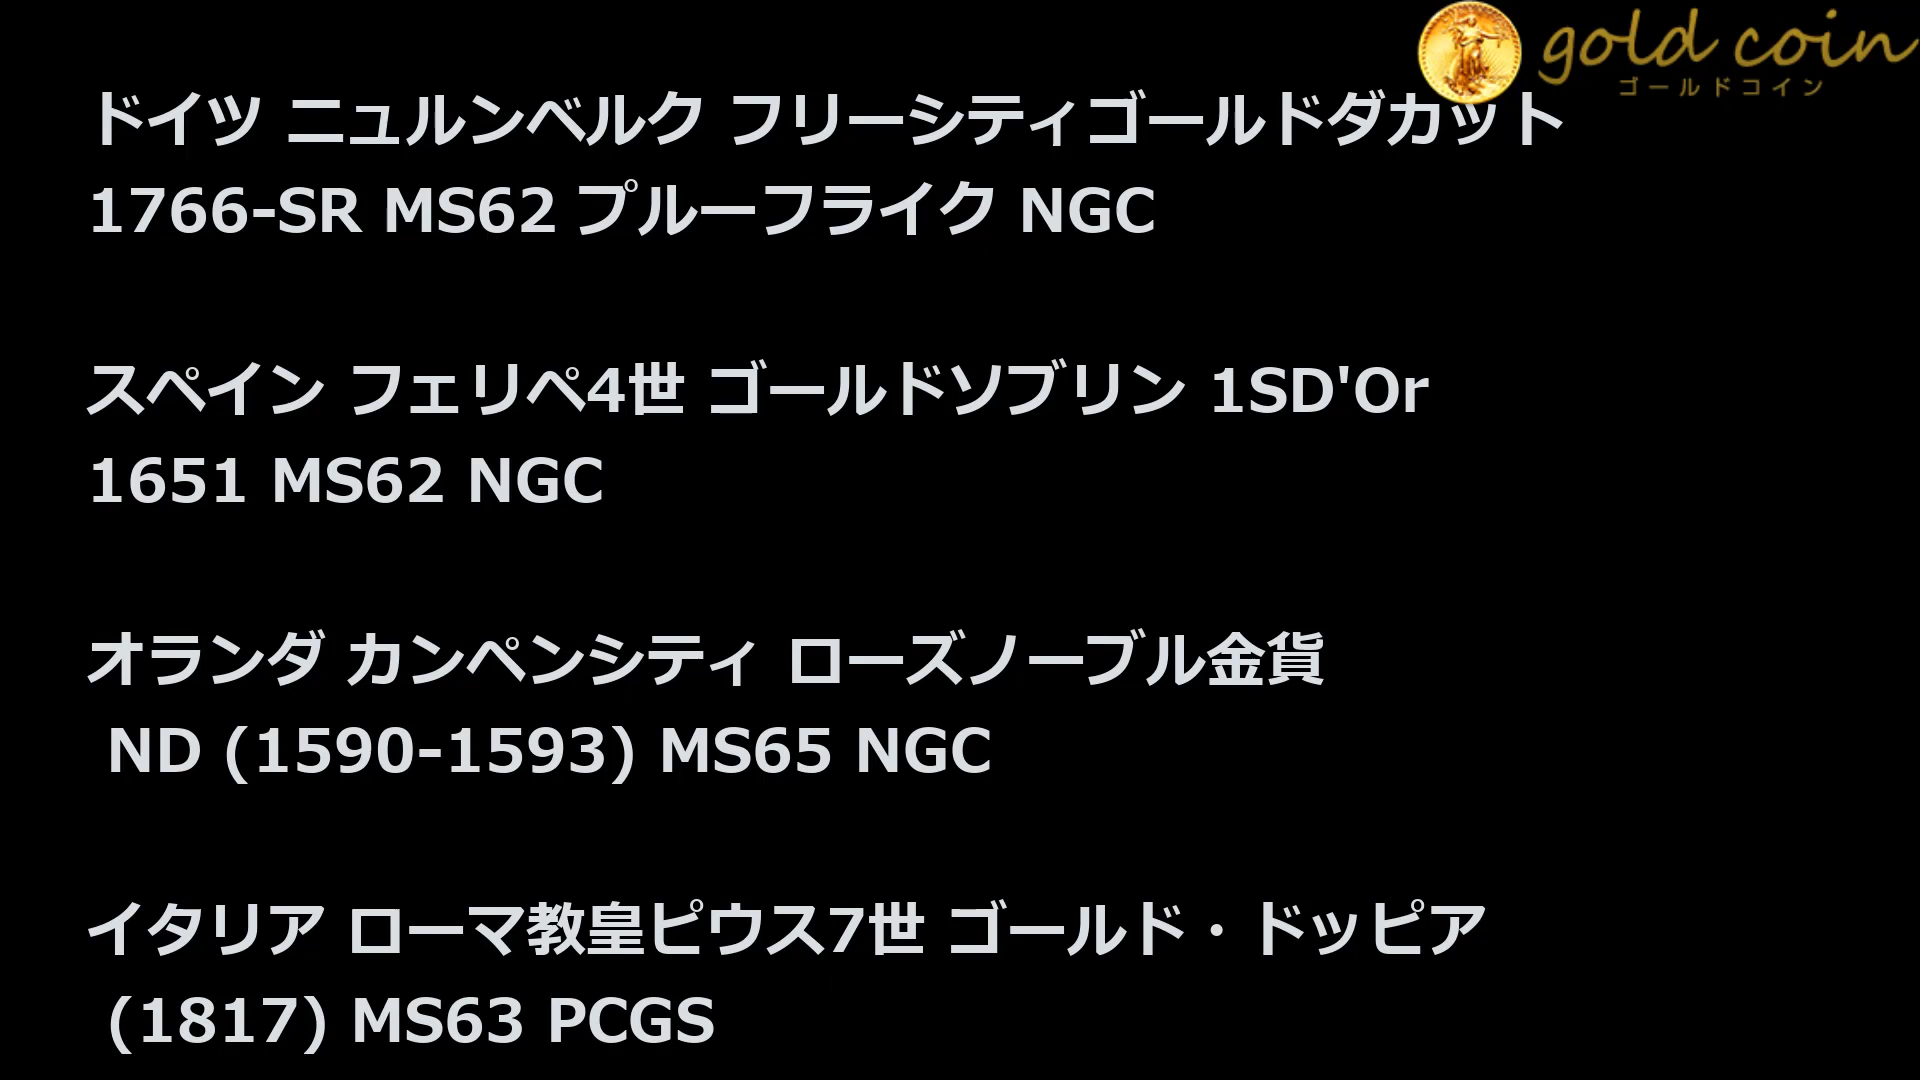 gold coin
ゴールドコイン
ドイツ ニュルンベルク フリーシティゴールドダカット
1766-SR MS62 プルーフライク NGC
スペイン フェリペ4世 ゴールドソブリン 1SD'Or
1651 MS62 NGC
オランダ カンペンシティ ローズノーブル金貨
ND (1590-1593) MS65 NGC
イタリア ローマ教皇ピウス7世 ゴールド・ドッピア
(1817) MS63 PCGS